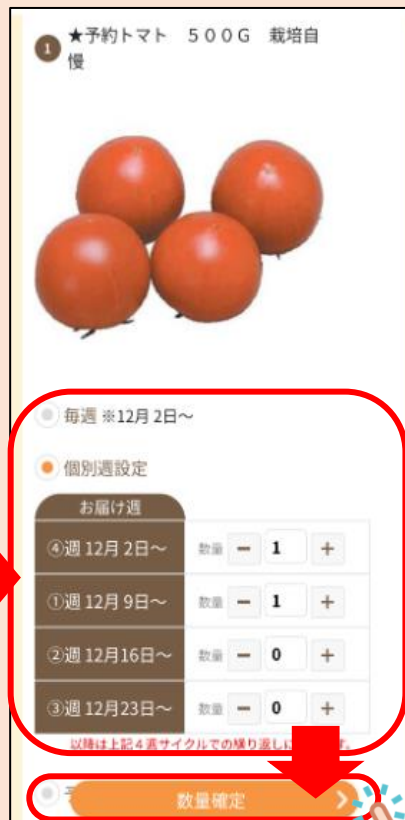 1 ★予約トマト　５００Ｇ　栽培自
慢
毎週 ※12月 2日～
個別週設定
お届け週
④週 12月 2日～ 数量 － 1 ＋
①週 12月 9日～ 数量 － 1 ＋
②週 12月16日～ 数量 － 0 ＋
③週 12月23日～ 数量 － 0 ＋
以降は上記４週サイクルでの繰り返しに
数量確定